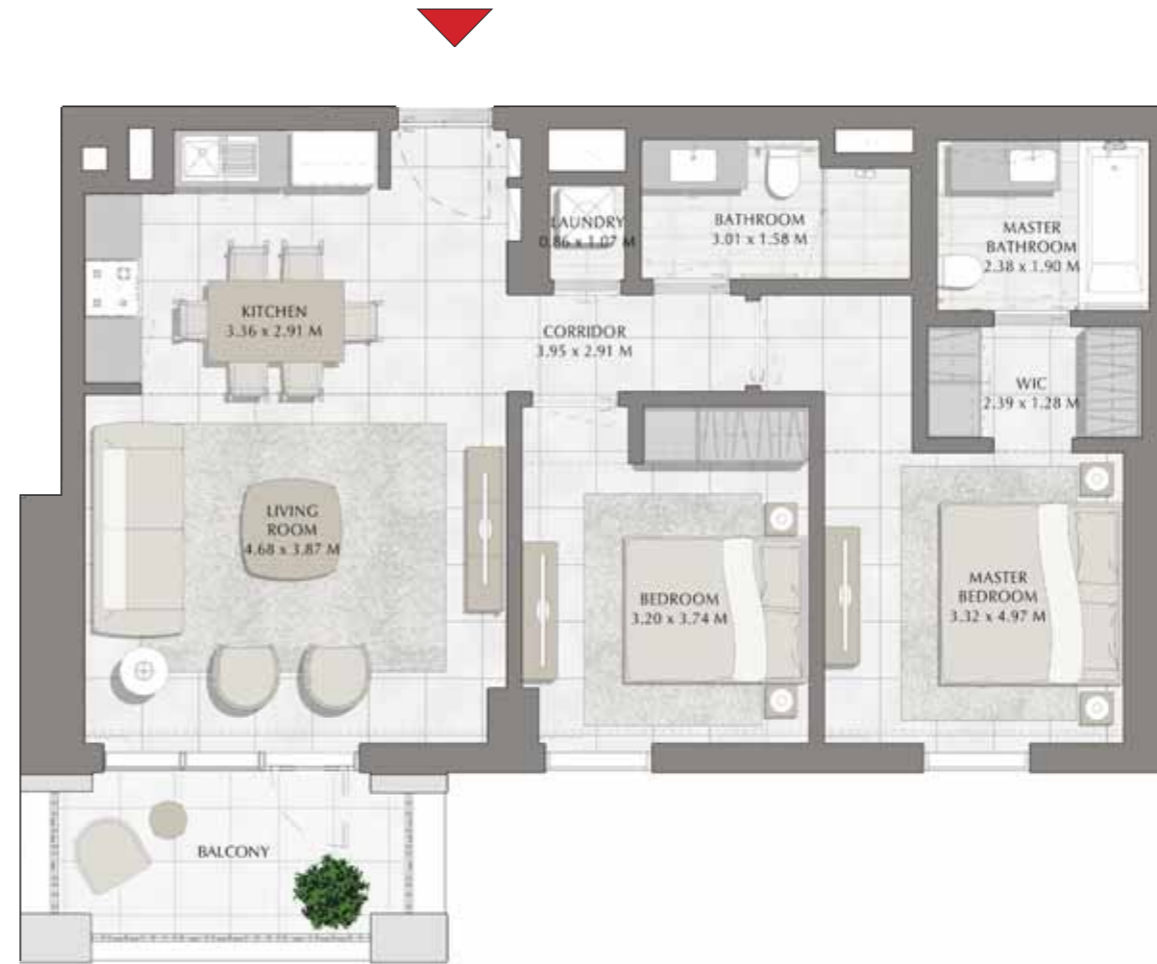 LAUNDRY
0.86 x 1.07 M
BATHROOM
3.01 x 1.58 M
MASTER
BATHROOM
2.38 x 1.90 M
KITCHEN
3.36 x 2.91 M
CORRIDOR
3.95 x 2.91 M
WIC
2.39 x 1.28 M
LIVING
ROOM
4.68 x 3.87 M
BEDROOM
3.20 x 3.74 M
MASTER
BEDROOM
3.32 x 4.97 M
BALCONY